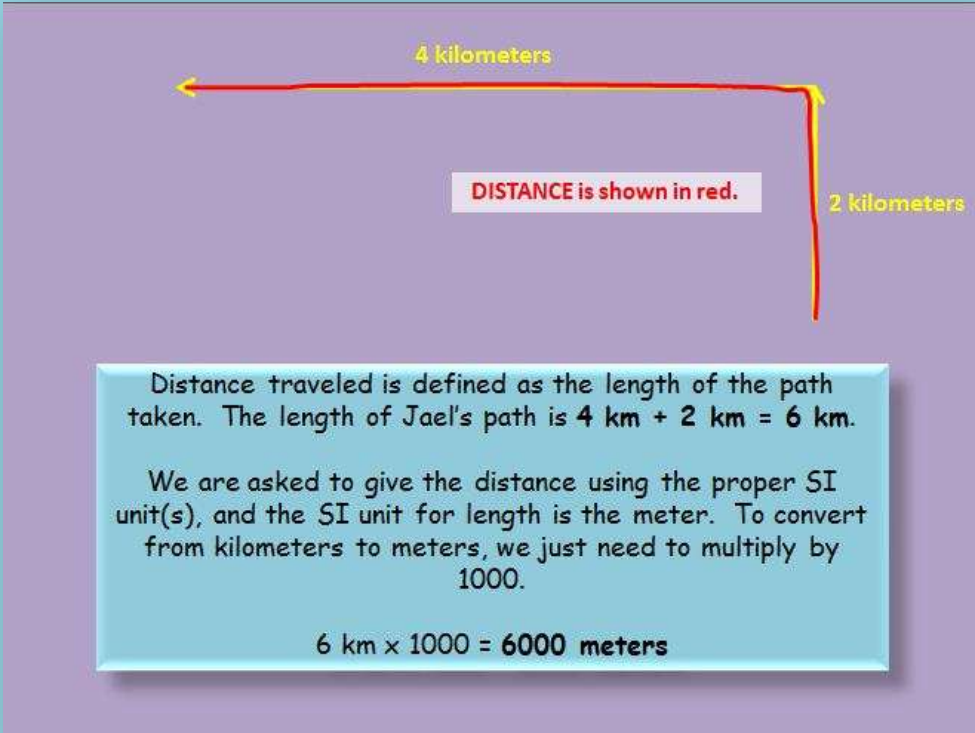 4 kilometers
DISTANCE is shown in red.
2 kilometers
Distance traveled is defined as the length of the path
taken. The length of Jael's path is 4 km + 2 km = 6 km.
We are asked to give the distance using the proper SI
unit(s), and the SI unit for length is the meter. To convert
from kilometers to meters, we just need to multiply by
1000.
6 km x 1000 = 6000 meters